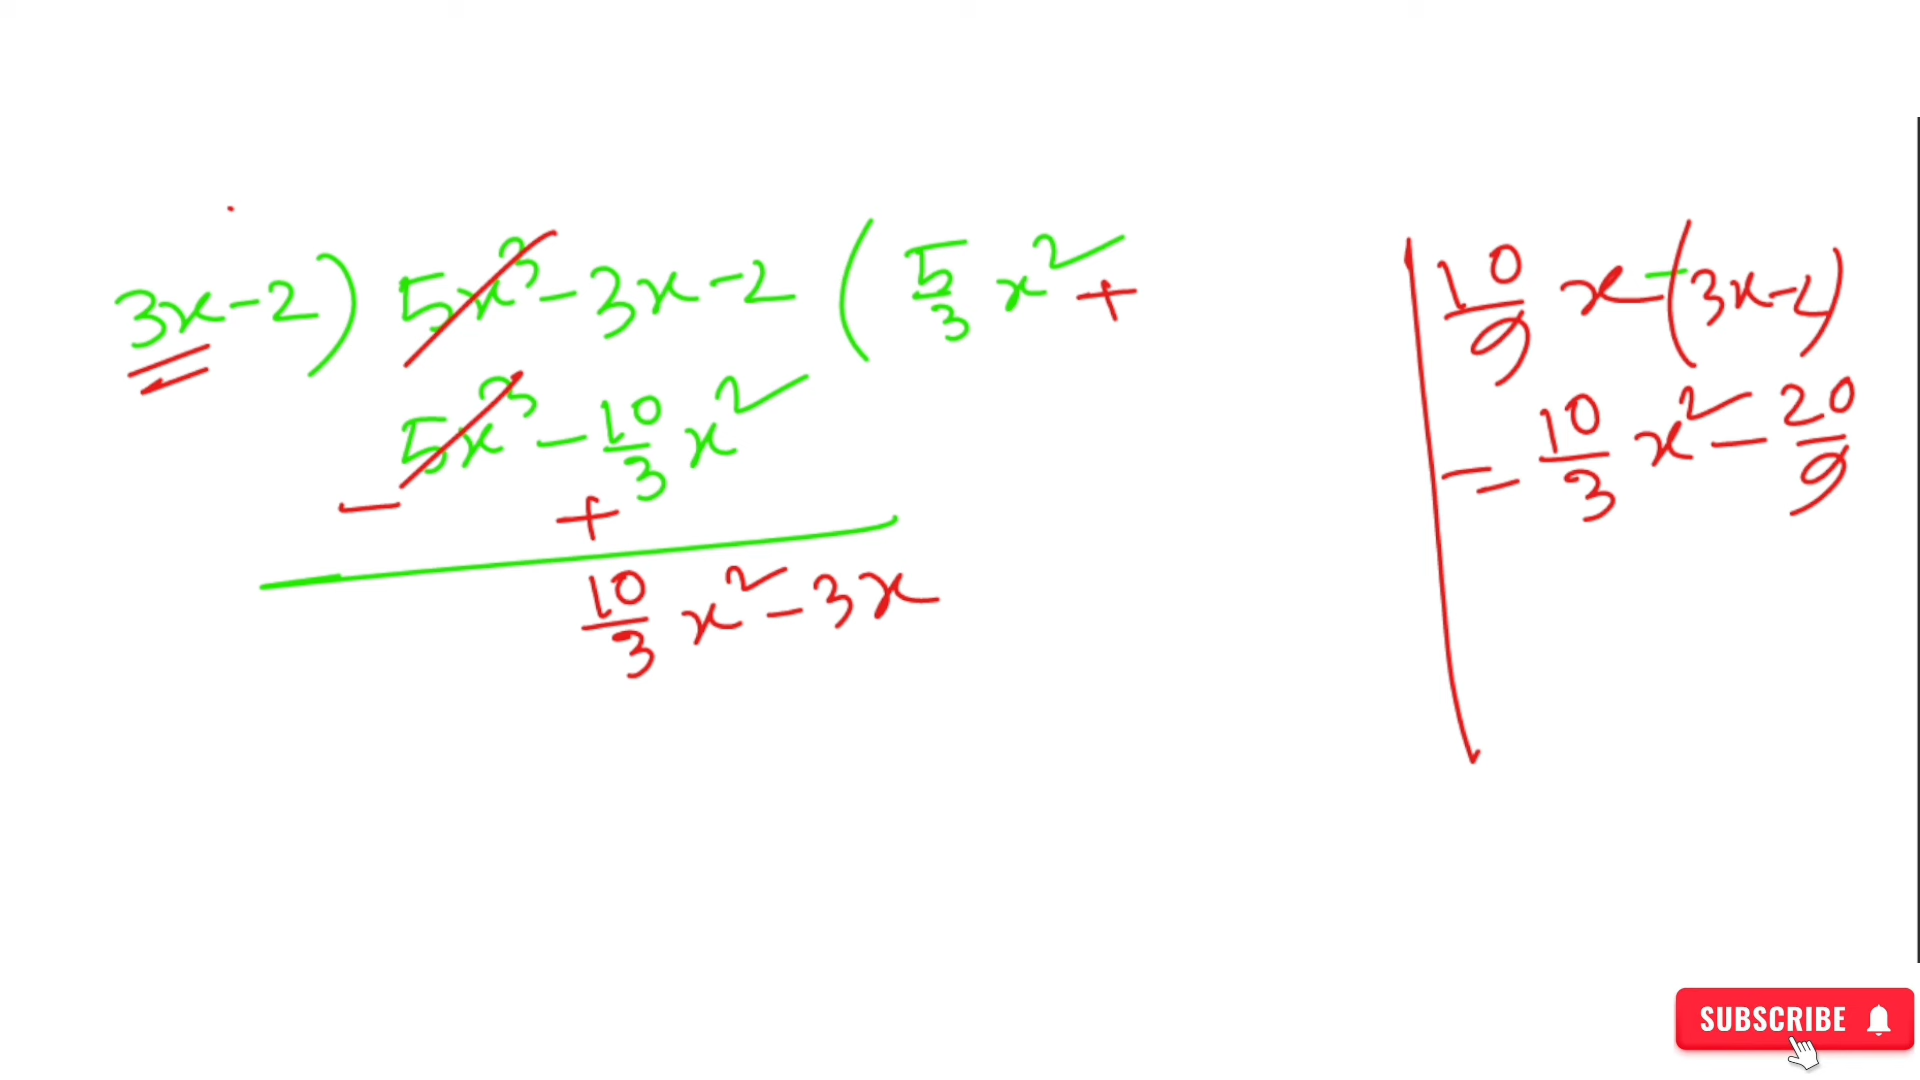 3x-2) 5x³-3x-2 (5/3 x² +
5x³ - 10/3 x²
- +
10/3 x² - 3x
10/9 x - (3x-2)
= 10/3 x² - 20/9
SUBSCRIBE